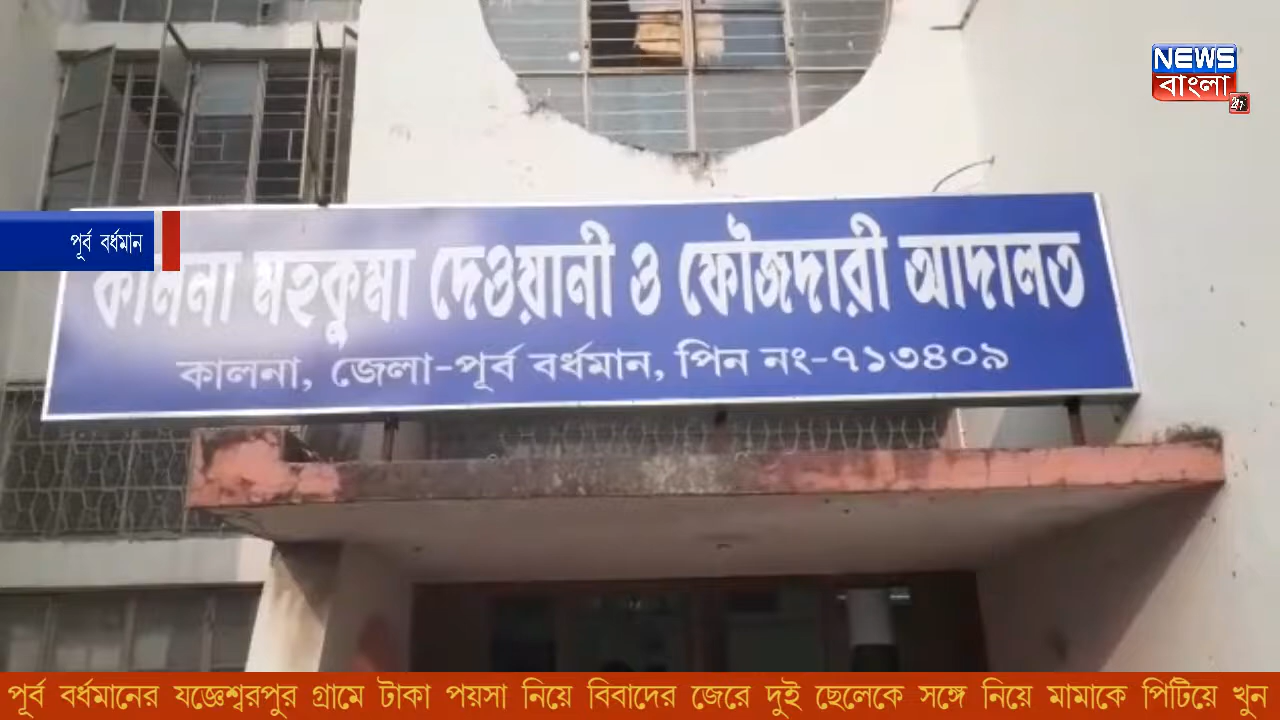 NEWS
বাংলা
24x7
পূর্ব বর্ধমান
কালনা মহকুমা দেওয়ানী ও ফৌজদারী আদালত
কালনা, জেলা-পূর্ব বর্ধমান, পিন নং-৭১৩৪০৯
পূর্ব বর্ধমানের যজ্ঞেশ্বরপুর গ্রামে টাকা পয়সা নিয়ে বিবাদের জেরে দুই ছেলেকে সঙ্গে নিয়ে মামাকে পিটিয়ে খুন